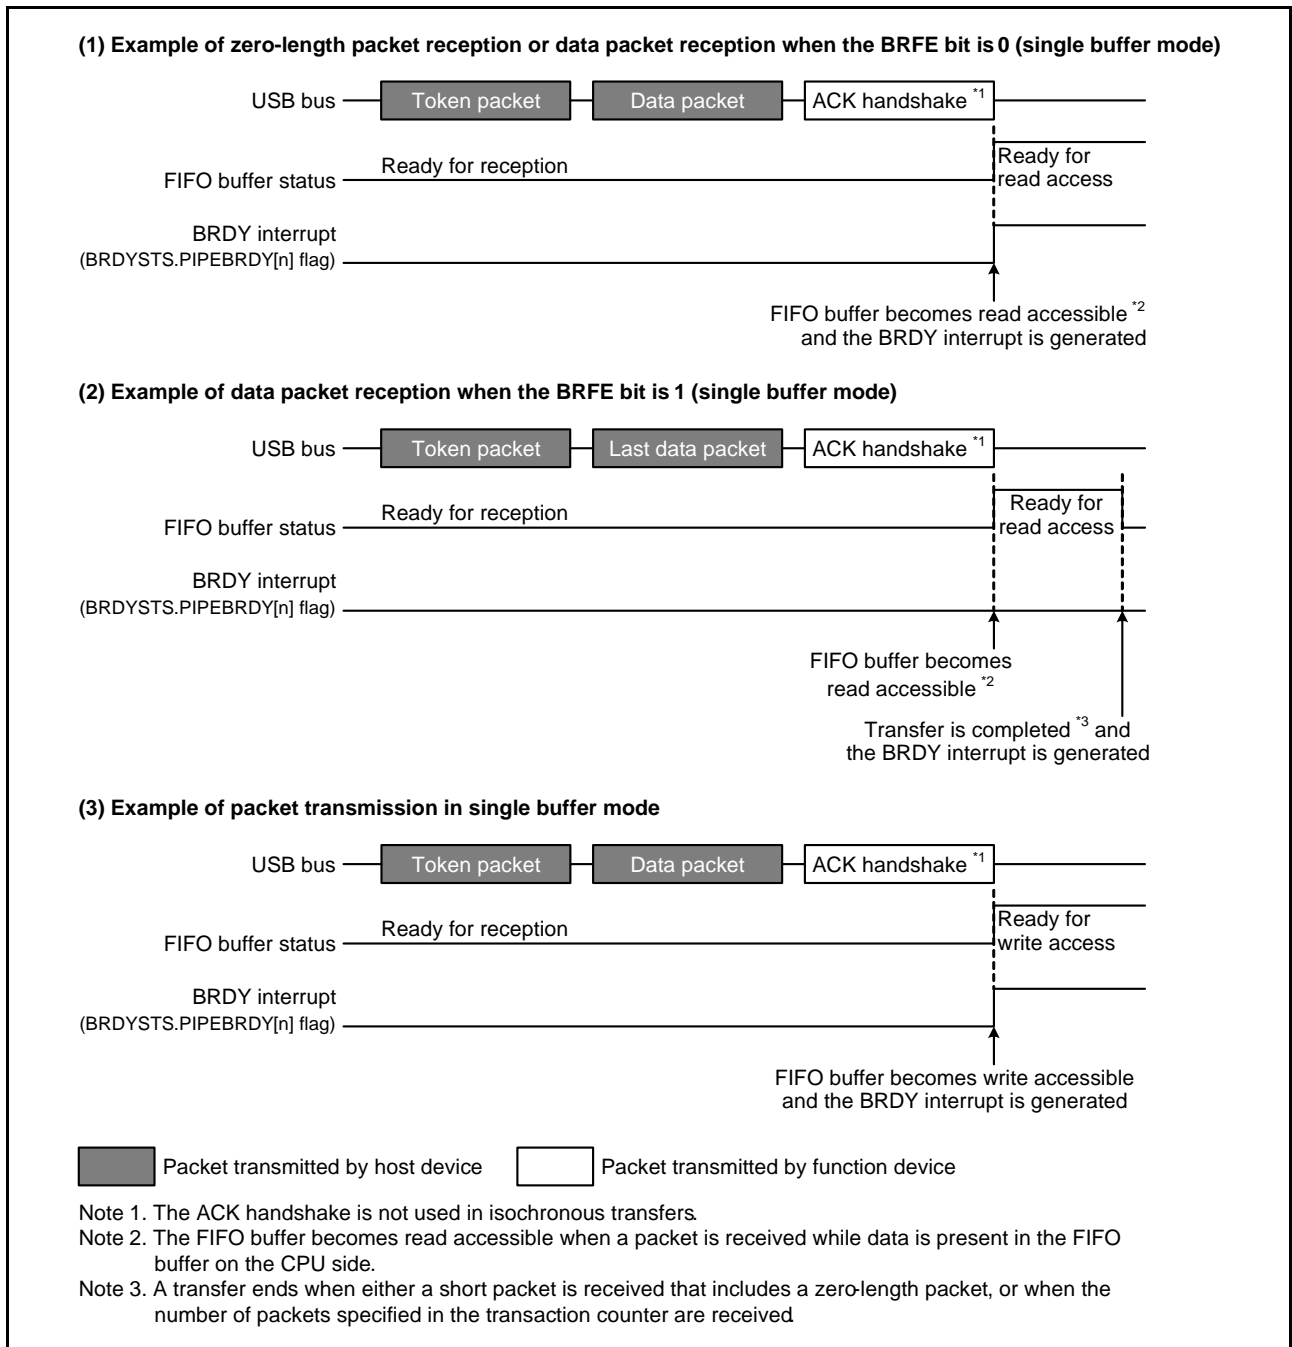 (1) Example of zero-length packet reception or data packet reception when the BRFE bit is 0 (single buffer mode)
USB bus Token packet Data packet ACK handshake *1
FIFO buffer status Ready for reception Ready for
read access
BRDY interrupt
(BRDYSTS.PIPEBRDY[n] flag)
FIFO buffer becomes read accessible *2
and the BRDY interrupt is generated
(2) Example of data packet reception when the BRFE bit is 1 (single buffer mode)
USB bus Token packet Last data packet ACK handshake *1
FIFO buffer status Ready for reception Ready for
read access
BRDY interrupt
(BRDYSTS.PIPEBRDY[n] flag)
FIFO buffer becomes
read accessible *2
Transfer is completed *3 and
the BRDY interrupt is generated
(3) Example of packet transmission in single buffer mode
USB bus Token packet Data packet ACK handshake *1
FIFO buffer status Ready for reception Ready for
write access
BRDY interrupt
(BRDYSTS.PIPEBRDY[n] flag)
FIFO buffer becomes write accessible
and the BRDY interrupt is generated
Packet transmitted by host device Packet transmitted by function device
Note 1. The ACK handshake is not used in isochronous transfers.
Note 2. The FIFO buffer becomes read accessible when a packet is received while data is present in the FIFO
buffer on the CPU side.
Note 3. A transfer ends when either a short packet is received that includes a zero-length packet, or when the
number of packets specified in the transaction counter are received.